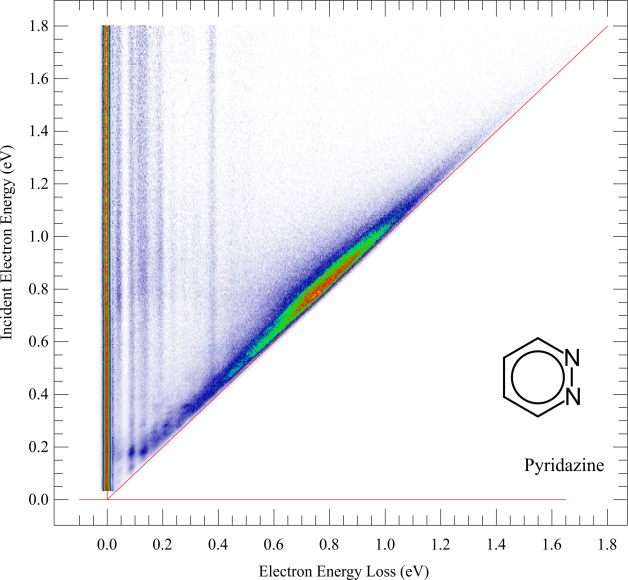 Incident Electron Energy (eV)
1.8
1.6
1.4
1.2
1.0
0.8
0.6
0.4
0.2
0.0
N
N
Pyridazine
0.0 0.2 0.4 0.6 0.8 1.0 1.2 1.4 1.6 1.8
Electron Energy Loss (eV)